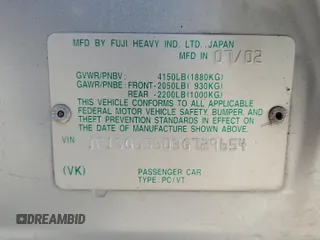 MFD BY FUJI HEAVY IND. LTD., JAPAN
MFD IN 07/02
GVWR/PNBV: 4150LB(1880KG)
GAWR/PNBE: FRONT-2050LB( 930KG)
REAR -2200LB(1000KG)
THIS VEHICLE CONFORMS TO ALL APPLICABLE
FEDERAL MOTOR VEHICLE SAFETY, BUMPER, AND
THEFT PREVENTION STANDARDS IN EFFECT ON
THE DATE OF MANUFACTURE SHOWN ABOVE.
VIN
(VK)
PASSENGER CAR
TYPE: PC/VT
DREAMBID